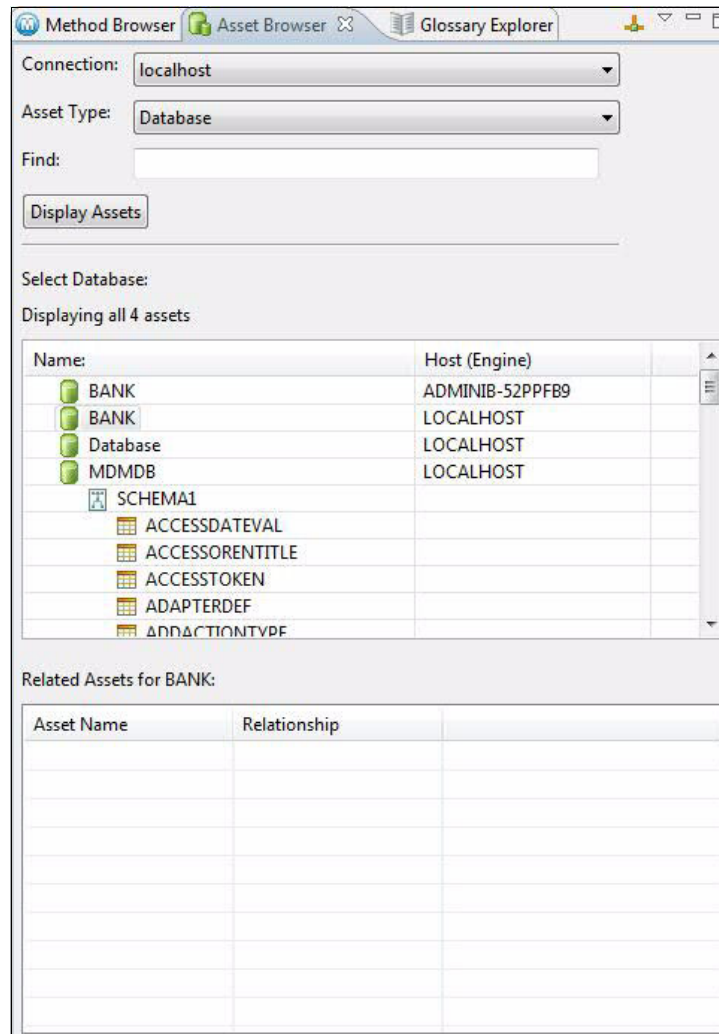 Method Browser Asset Browser Glossary Explorer
Connection: localhost
Asset Type: Database
Find:
Display Assets
Select Database:
Displaying all 4 assets
Name: Host (Engine)
BANK ADMINIB-52PPFB9
BANK LOCALHOST
Database LOCALHOST
MDMDB LOCALHOST
SCHEMA1
ACCESSDATEVAL
ACCESSORENTITLE
ACCESSTOKEN
ADAPTERDEF
ADDACTIONTYPE
Related Assets for BANK:
Asset Name Relationship